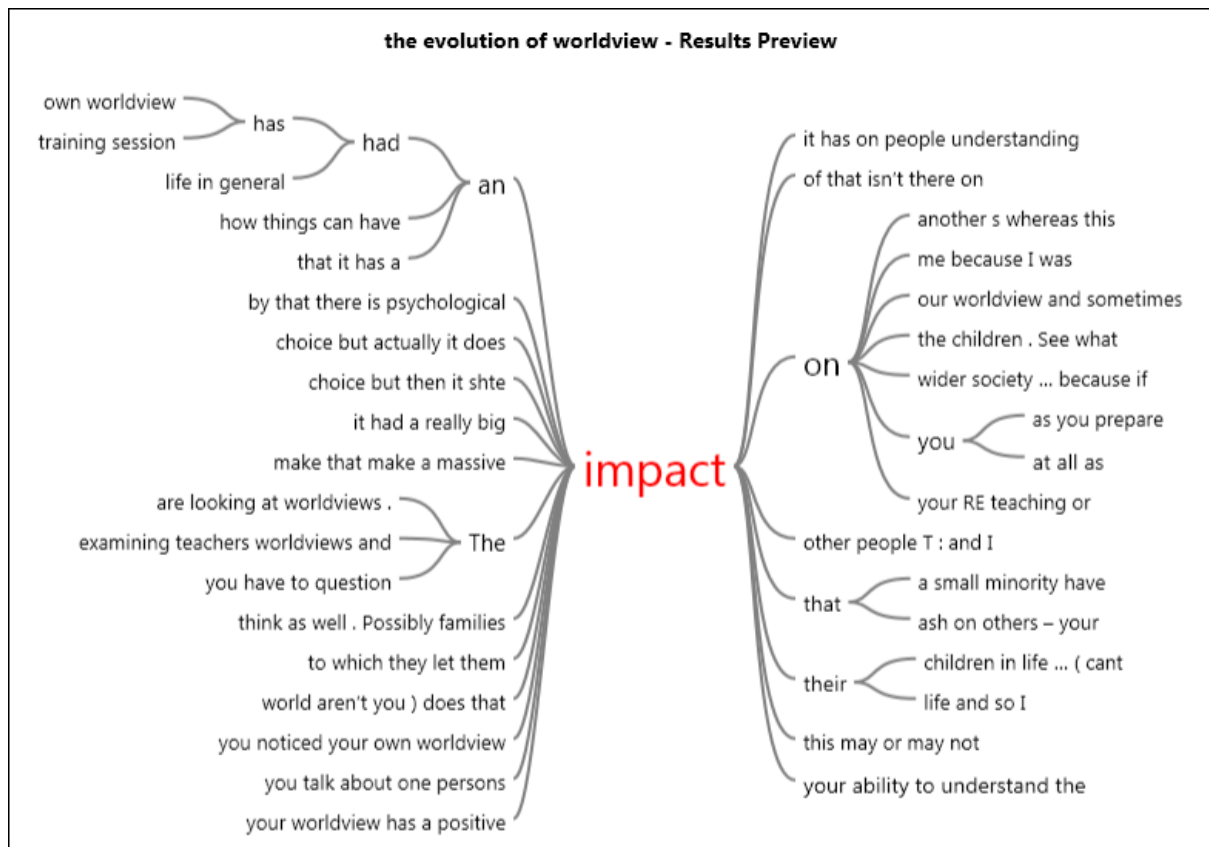 the evolution of worldview - Results Preview
own worldview
training session
has
life in general
had
how things can have
that it has a
an
by that there is psychological
choice but actually it does
choice but then it shte
it had a really big
make that make a massive
are looking at worldviews .
examining teachers worldviews and
you have to question
The
think as well . Possibly families
to which they let them
world aren't you ) does that
you noticed your own worldview
you talk about one persons
your worldview has a positive
impact
it has on people understanding
of that isn't there on
on
another s whereas this
me because I was
our worldview and sometimes
the children . See what
wider society ... because if
you
as you prepare
at all as
your RE teaching or
other people T : and I
that
a small minority have
ash on others – your
their
children in life ... ( cant
life and so I
this may or may not
your ability to understand the